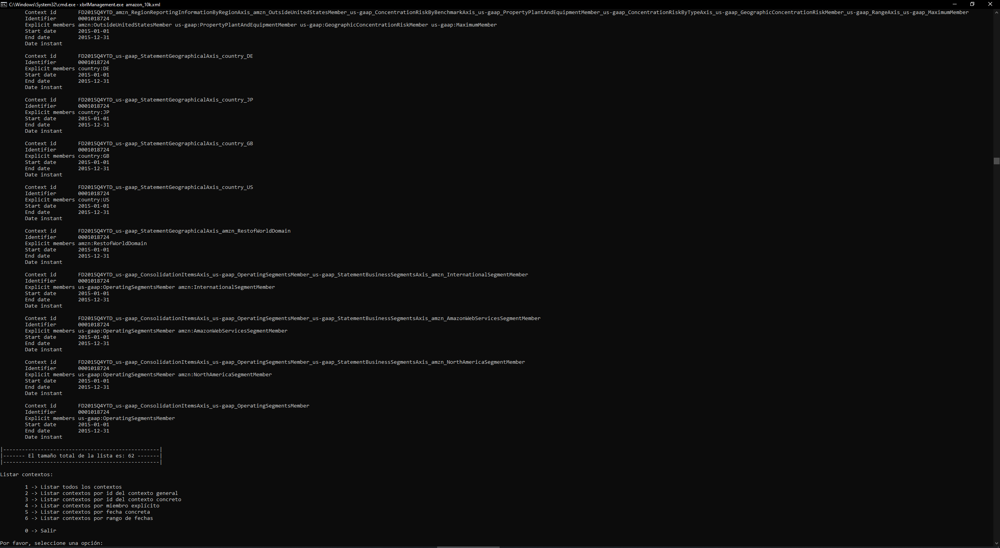 C:\Windows\System32\cmd.exe - xbrlManagement.exe  amazon_10k.xml
Context id       FD2015Q4YTD_amzn_RegionReportingInformationByRegionAxis_amzn_OutsideUnitedStatesMember_us-gaap_ConcentrationRiskByBenchmarkAxis_us-gaap_PropertyPlantAndEquipmentMember_us-gaap_ConcentrationRiskByTypeAxis_us-gaap_GeographicConcentrationRiskMember_us-gaap_RangeAxis_us-gaap_MaximumMember
Identifier       0001018724
Explicit members amzn:OutsideUnitedStatesMember us-gaap:PropertyPlantAndEquipmentMember us-gaap:GeographicConcentrationRiskMember us-gaap:MaximumMember
Start date       2015-01-01
End date         2015-12-31
Date instant
Context id       FD2015Q4YTD_us-gaap_StatementGeographicalAxis_country_DE
Identifier       0001018724
Explicit members country:DE
Start date       2015-01-01
End date         2015-12-31
Date instant
Context id       FD2015Q4YTD_us-gaap_StatementGeographicalAxis_country_JP
Identifier       0001018724
Explicit members country:JP
Start date       2015-01-01
End date         2015-12-31
Date instant
Context id       FD2015Q4YTD_us-gaap_StatementGeographicalAxis_country_GB
Identifier       0001018724
Explicit members country:GB
Start date       2015-01-01
End date         2015-12-31
Date instant
Context id       FD2015Q4YTD_us-gaap_StatementGeographicalAxis_country_US
Identifier       0001018724
Explicit members country:US
Start date       2015-01-01
End date         2015-12-31
Date instant
Context id       FD2015Q4YTD_us-gaap_StatementGeographicalAxis_amzn_RestofWorldDomain
Identifier       0001018724
Explicit members amzn:RestofWorldDomain
Start date       2015-01-01
End date         2015-12-31
Date instant
Context id       FD2015Q4YTD_us-gaap_ConsolidationItemsAxis_us-gaap_OperatingSegmentsMember_us-gaap_StatementBusinessSegmentsAxis_amzn_InternationalSegmentMember
Identifier       0001018724
Explicit members us-gaap:OperatingSegmentsMember amzn:InternationalSegmentMember
Start date       2015-01-01
End date         2015-12-31
Date instant
Context id       FD2015Q4YTD_us-gaap_ConsolidationItemsAxis_us-gaap_OperatingSegmentsMember_us-gaap_StatementBusinessSegmentsAxis_amzn_AmazonWebServicesSegmentMember
Identifier       0001018724
Explicit members us-gaap:OperatingSegmentsMember amzn:AmazonWebServicesSegmentMember
Start date       2015-01-01
End date         2015-12-31
Date instant
Context id       FD2015Q4YTD_us-gaap_ConsolidationItemsAxis_us-gaap_OperatingSegmentsMember_us-gaap_StatementBusinessSegmentsAxis_amzn_NorthAmericaSegmentMember
Identifier       0001018724
Explicit members us-gaap:OperatingSegmentsMember amzn:NorthAmericaSegmentMember
Start date       2015-01-01
End date         2015-12-31
Date instant
Context id       FD2015Q4YTD_us-gaap_ConsolidationItemsAxis_us-gaap_OperatingSegmentsMember
Identifier       0001018724
Explicit members us-gaap:OperatingSegmentsMember
Start date       2015-01-01
End date         2015-12-31
Date instant
|--------------------------------------------------|
|------- El tamaño total de la lista es: 62 -------|
|--------------------------------------------------|
Listar contextos:
1 -> Listar todos los contextos
2 -> Listar contextos por id del contexto general
3 -> Listar contextos por id del contexto concreto
4 -> Listar contextos por miembro explícito
5 -> Listar contextos por fecha concreta
6 -> Listar contextos por rango de fechas
0 -> Salir
Por favor, seleccione una opción: